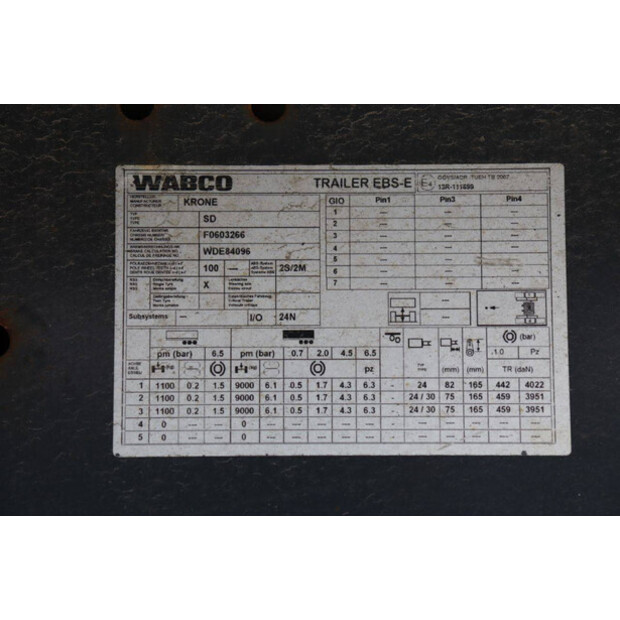 WABCO TRAILER EBS-E E4 13R-111699
KRONE GIO Pin1 Pin3 Pin4
SD 1 --- --- ---
2 --- --- ---
F0603266 3 --- --- ---
4 --- --- ---
WDE84096 5 --- --- ---
100 --- 2S/2M 6 --- --- ---
X 7 --- --- ---
Subsystems --- I/O 24N
(bar)
pm (bar) 6.5 pm (bar) 0.7 2.0 4.5 6.5 1.0 Pz
pz (mm) (mm) TR (daN)
1 1100 0.2 1.5 9000 6.1 0.5 1.7 4.3 6.3 - 24 82 165 442 4022
2 1100 0.2 1.5 9000 6.1 0.5 1.7 4.3 6.3 - 24 / 30 75 165 459 3951
3 1100 0.2 1.5 9000 6.1 0.5 1.7 4.3 6.3 - 24 / 30 75 165 459 3951
4 0 --- --- 0 --- --- --- --- --- - --- --- --- --- ---
5 0 --- --- 0 --- --- --- --- --- - --- --- --- --- ---